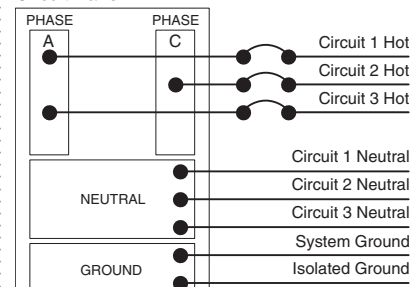 PHASE PHASE
A C
Circuit 1 Hot
Circuit 2 Hot
Circuit 3 Hot
Circuit 1 Neutral
NEUTRAL
Circuit 2 Neutral
Circuit 3 Neutral
System Ground
GROUND
Isolated Ground